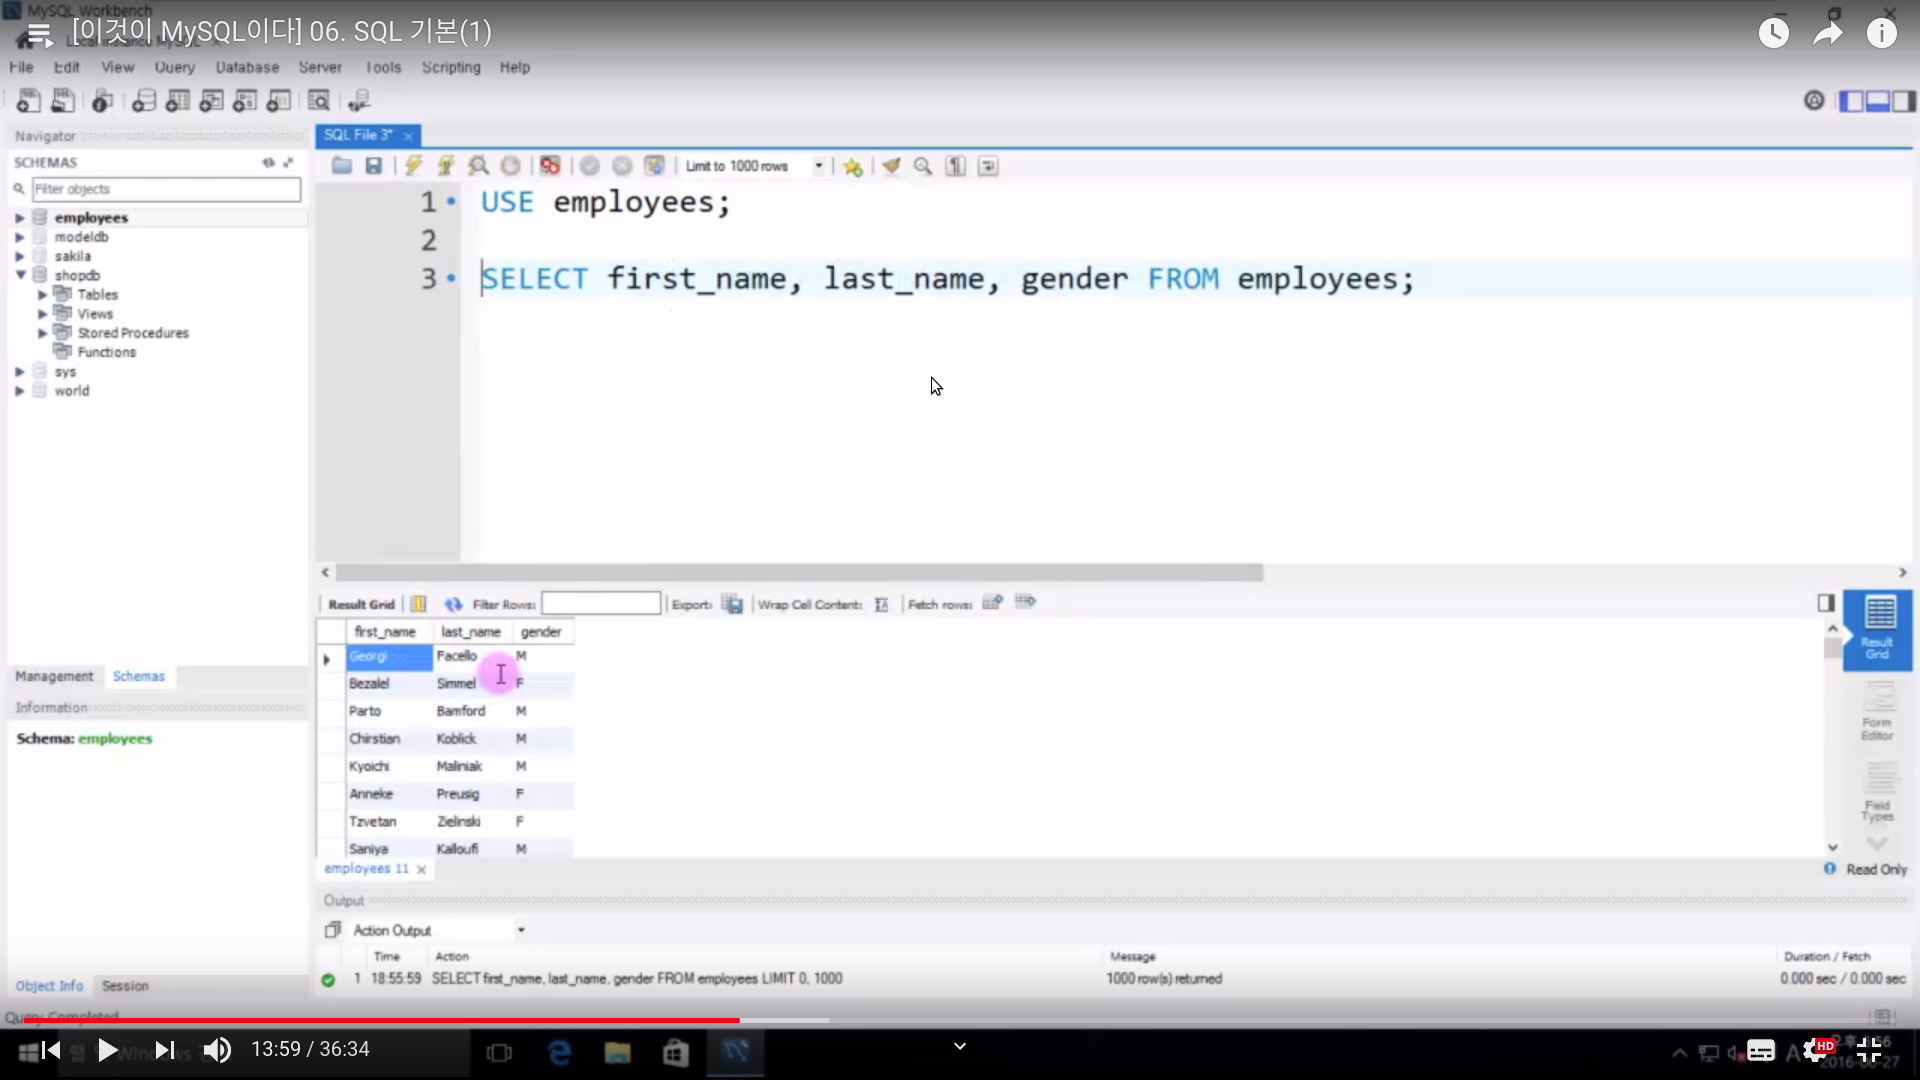 MySQL Workbench
[이것이 MySQL이다] 06. SQL 기본(1)
File Edit View Query Database Server Tools Scripting Help
Navigator
SCHEMAS
Filter objects
employees
modeldb
sakila
shopdb
Tables
Views
Stored Procedures
Functions
sys
world
Management Schemas
Information
Schema: employees
Object Info Session
SQL File 3*
Limit to 1000 rows
1 USE employees;
2
3 SELECT first_name, last_name, gender FROM employees;
Result Grid Filter Rows: Export: Wrap Cell Content: Fetch rows:
first_name last_name gender
Georgi Facello M
Bezalel Simmel F
Parto Bamford M
Chirstian Koblick M
Kyoichi Maliniak M
Anneke Preusig F
Tzvetan Zielinski F
Saniya Kalloufi M
Result Grid
Form Editor
Field Types
employees 11
Read Only
Output
Action Output
Time Action Message Duration / Fetch
1 18:55:59 SELECT first_name, last_name, gender FROM employees LIMIT 0, 1000 1000 row(s) returned 0.000 sec / 0.000 sec
Query Completed
13:59 / 36:34
HD